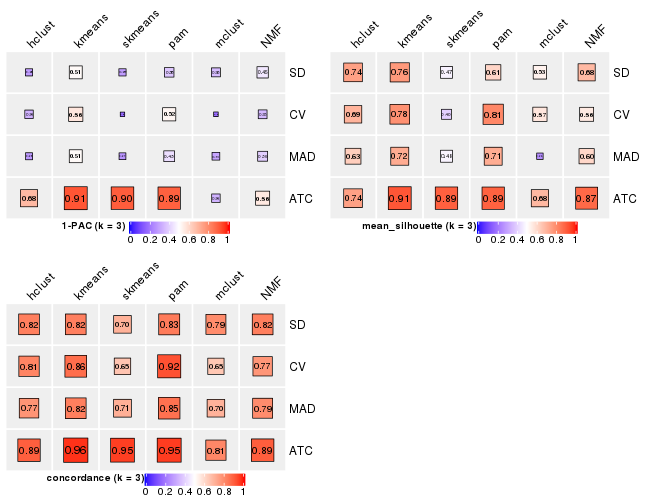 hclust kmeans skmeans pam mclust NMF
0.51 SD
0.56 0.52 CV
0.51 MAD
0.68 0.91 0.90 0.89 0.56 ATC
1-PAC (k = 3)
0 0.2 0.4 0.6 0.8 1
hclust kmeans skmeans pam mclust NMF
0.74 0.76 0.47 0.61 0.53 0.68 SD
0.69 0.78 0.81 0.57 0.56 CV
0.63 0.72 0.71 0.60 MAD
0.74 0.91 0.89 0.89 0.68 0.87 ATC
mean_silhouette (k = 3)
0 0.2 0.4 0.6 0.8 1
hclust kmeans skmeans pam mclust NMF
0.82 0.82 0.70 0.83 0.79 0.82 SD
0.81 0.86 0.65 0.92 0.65 0.77 CV
0.77 0.82 0.71 0.85 0.70 0.79 MAD
0.89 0.96 0.95 0.95 0.81 0.89 ATC
concordance (k = 3)
0 0.2 0.4 0.6 0.8 1